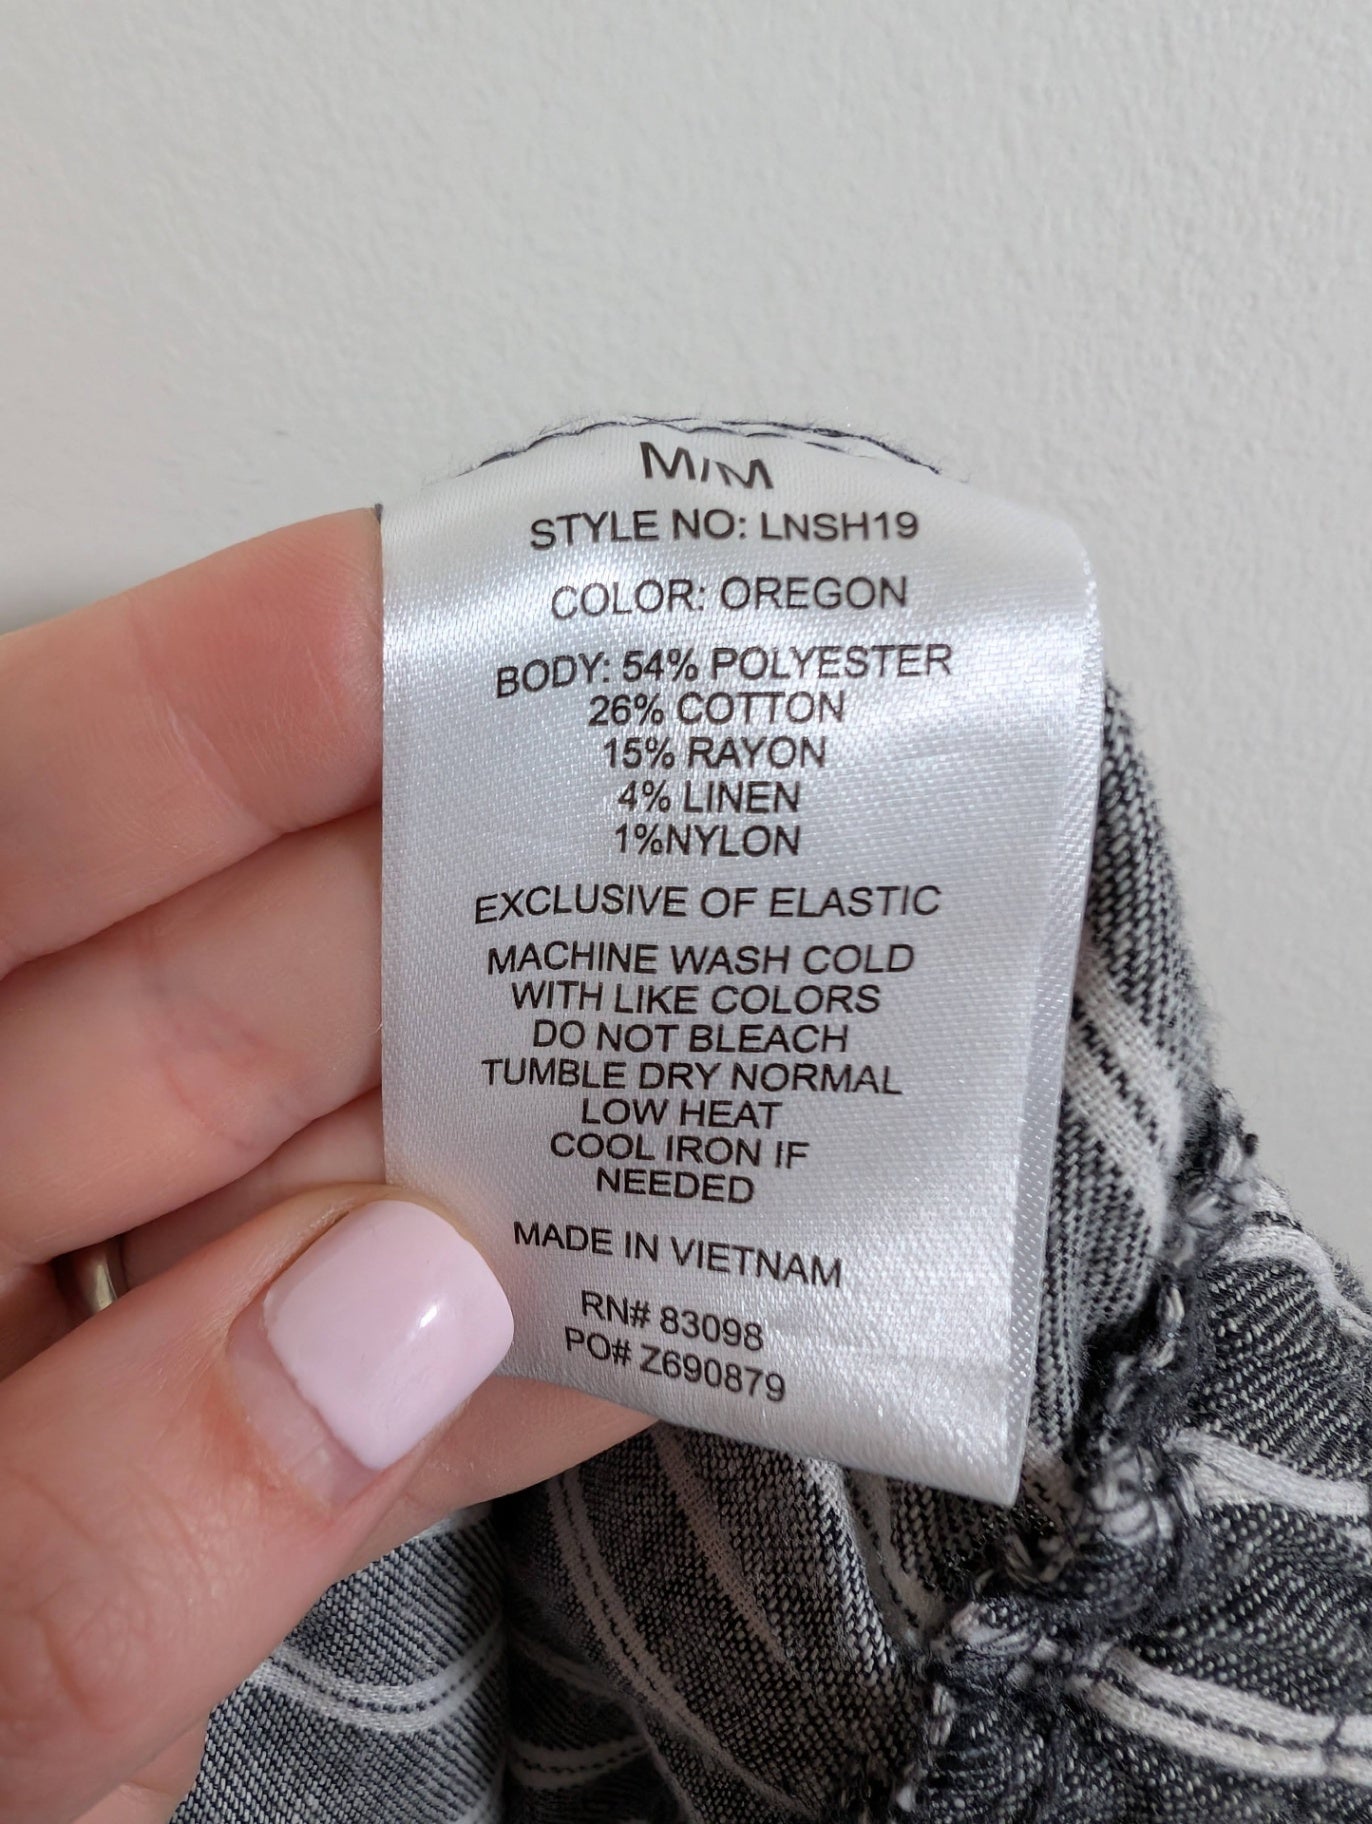 M/M
STYLE NO: LNSH19
COLOR: OREGON
BODY: 54% POLYESTER
26% COTTON
15% RAYON
4% LINEN
1%NYLON
EXCLUSIVE OF ELASTIC
MACHINE WASH COLD
WITH LIKE COLORS
DO NOT BLEACH
TUMBLE DRY NORMAL
LOW HEAT
COOL IRON IF
NEEDED
MADE IN VIETNAM
RN# 83098
PO# Z690879